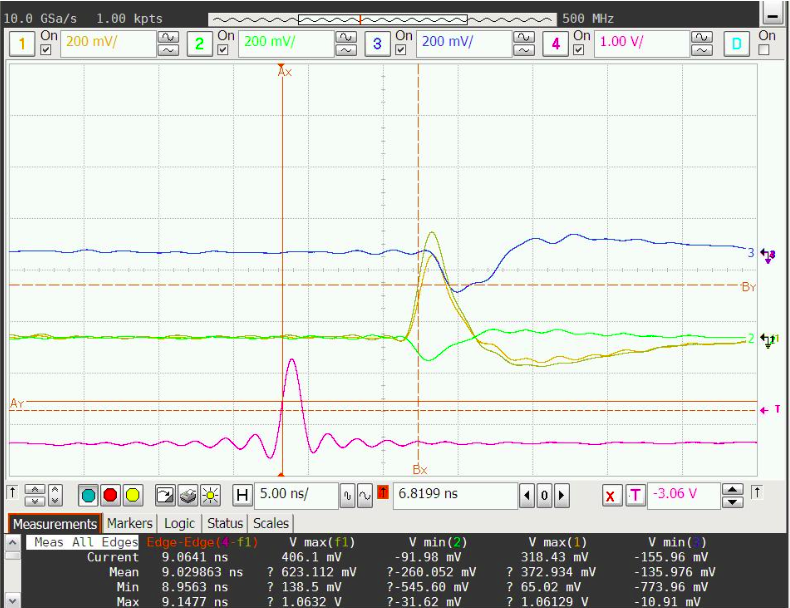 10.0 GSa/s 1.00 kpts 500 MHz
1 On 200 mV/ 2 On 200 mV/ 3 On 200 mV/ 4 On 1.00 V/ D On
Ax
3
By
2
Ay
T
Bx
H 5.00 ns/ 6.8199 ns 0 X T -3.06 V
Measurements Markers Logic Status Scales
Meas All Edges Edge-Edge(4-f1) V max(f1) V min(2) V max(1) V min(3)
Current 9.0641 ns 406.1 mV -91.98 mV 318.43 mV -155.96 mV
Mean 9.029863 ns ? 623.112 mV ?-260.052 mV ? 372.934 mV -135.976 mV
Min 8.9563 ns ? 138.5 mV ?-545.60 mV ? 65.02 mV -773.96 mV
Max 9.1477 ns ? 1.0632 V ? -31.62 mV ? 1.06129 V -10.91 mV